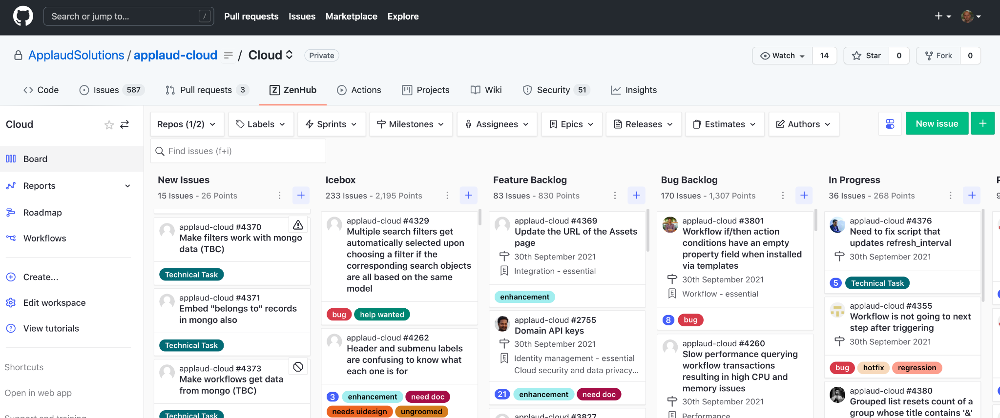 Search or jump to... /
Pull requests Issues Marketplace Explore
ApplaudSolutions / applaud-cloud / Cloud Private
Watch 14 Star 0 Fork 0
Code Issues 587 Pull requests 3 ZenHub Actions Projects Wiki Security 51 Insights
Cloud
Board
Reports
Roadmap
Workflows
Create...
Edit workspace
View tutorials
Shortcuts
Open in web app
Support and training
Repos (1/2) Labels Sprints Milestones Assignees Epics Releases Estimates Authors
New issue +
Find issues (f+i)
New Issues
15 Issues - 26 Points
applaud-cloud #4370
Make filters work with mongo
data (TBC)
Technical Task
applaud-cloud #4371
Embed "belongs to" records
in mongo also
Technical Task
applaud-cloud #4373
Make workflows get data
from mongo (TBC)
Technical Task
Icebox
233 Issues - 2,195 Points
applaud-cloud #4329
Multiple search filters get
automatically selected upon
choosing a filter if the
corresponding search objects
are all based on the same
model
bug help wanted
applaud-cloud #4262
Header and submenu labels
are confusing to know what
each one is for
3 enhancement need doc
needs uidesign ungroomed
Feature Backlog
83 Issues - 830 Points
applaud-cloud #4369
Update the URL of the Assets
page
30th September 2021
Integration - essential
enhancement
applaud-cloud #2755
Domain API keys
30th September 2021
Identity management - essential
Cloud security and data privacy...
21 enhancement need doc
applaud-cloud #3827
Bug Backlog
170 Issues - 1,307 Points
applaud-cloud #3801
Workflow if/then action
conditions have an empty
property field when installed
via templates
30th September 2021
Workflow - essential
8 bug
applaud-cloud #4260
Slow performance querying
workflow transactions
resulting in high CPU and
memory issues
30th September 2021
Performance
In Progress
36 Issues - 268 Points
applaud-cloud #4376
Need to fix script that
updates refresh_interval
30th September 2021
5 Technical Task
applaud-cloud #4355
Workflow is not going to next
step after triggering
30th September 2021
bug hotfix regression
applaud-cloud #4380
Grouped list resets count of a
group whose title contains '&'